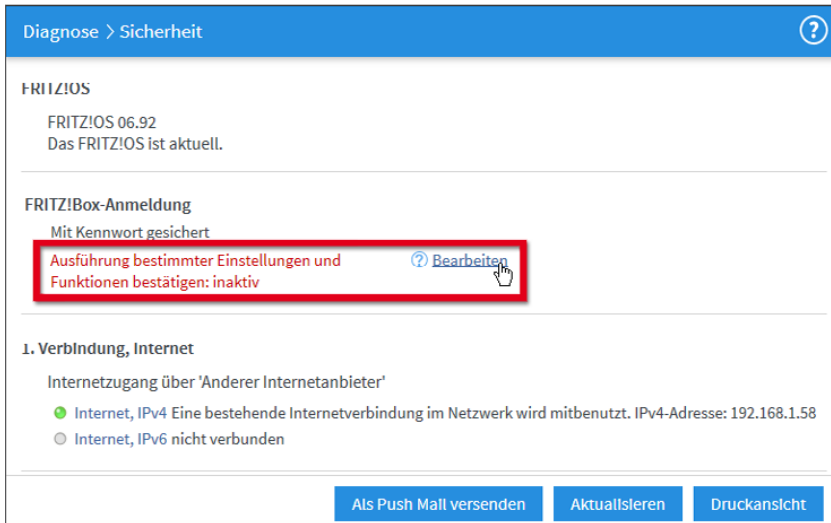 Diagnose > Sicherheit
FRITZ!OS
FRITZ!OS 06.92
Das FRITZ!OS ist aktuell.
FRITZ!Box-Anmeldung
Mit Kennwort gesichert
Ausführung bestimmter Einstellungen und ? Bearbeiten
Funktionen bestätigen: inaktiv
1. Verbindung, Internet
Internetzugang über 'Anderer Internetanbieter'
Internet, IPv4 Eine bestehende Internetverbindung im Netzwerk wird mitbenutzt. IPv4-Adresse: 192.168.1.58
Internet, IPv6 nicht verbunden
Als Push Mail versenden Aktualisieren Druckansicht